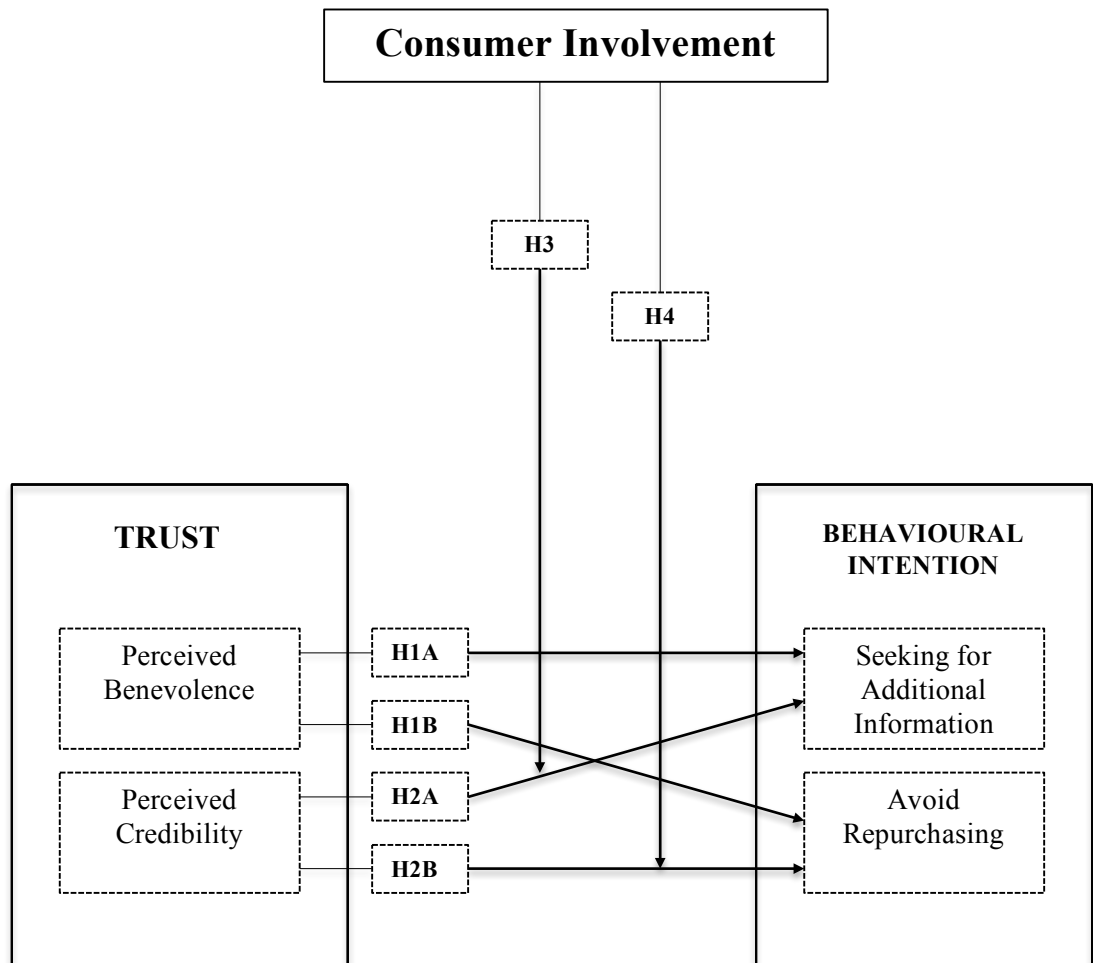 Consumer Involvement
H3
H4
TRUST
BEHAVIOURAL
INTENTION
Perceived
Benevolence
H1A
H1B
Seeking for
Additional
Information
Perceived
Credibility
H2A
H2B
Avoid
Repurchasing